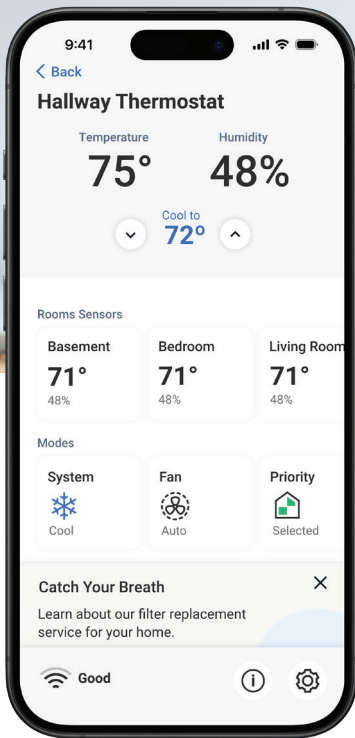 9:41
Back
Hallway Thermostat
Temperature Humidity
75° 48%
Cool to
72°
Rooms Sensors
Basement Bedroom Living Room
71° 71° 71°
48% 48% 48%
Modes
System Fan Priority
Cool Auto Selected
Catch Your Breath
Learn about our filter replacement
service for your home.
Good